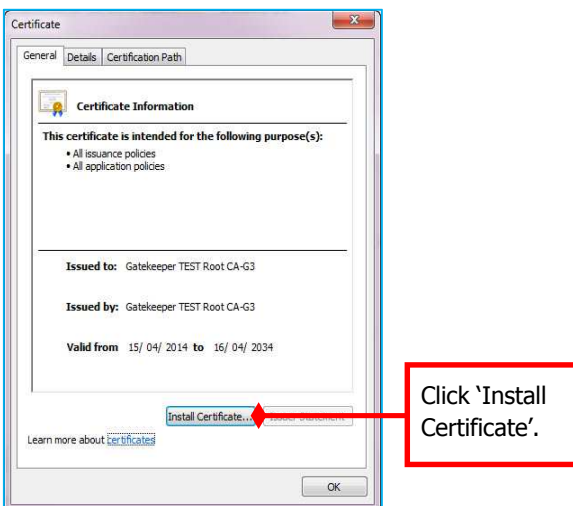 Certificate
General Details Certification Path
Certificate Information
This certificate is intended for the following purpose(s):
• All issuance policies
• All application policies
Issued to: Gatekeeper TEST Root CA-G3
Issued by: Gatekeeper TEST Root CA-G3
Valid from 15/ 04/ 2014 to 16/ 04/ 2034
Install Certificate... Issuer Statement
Learn more about certificates
OK
Click ‘Install
Certificate’.